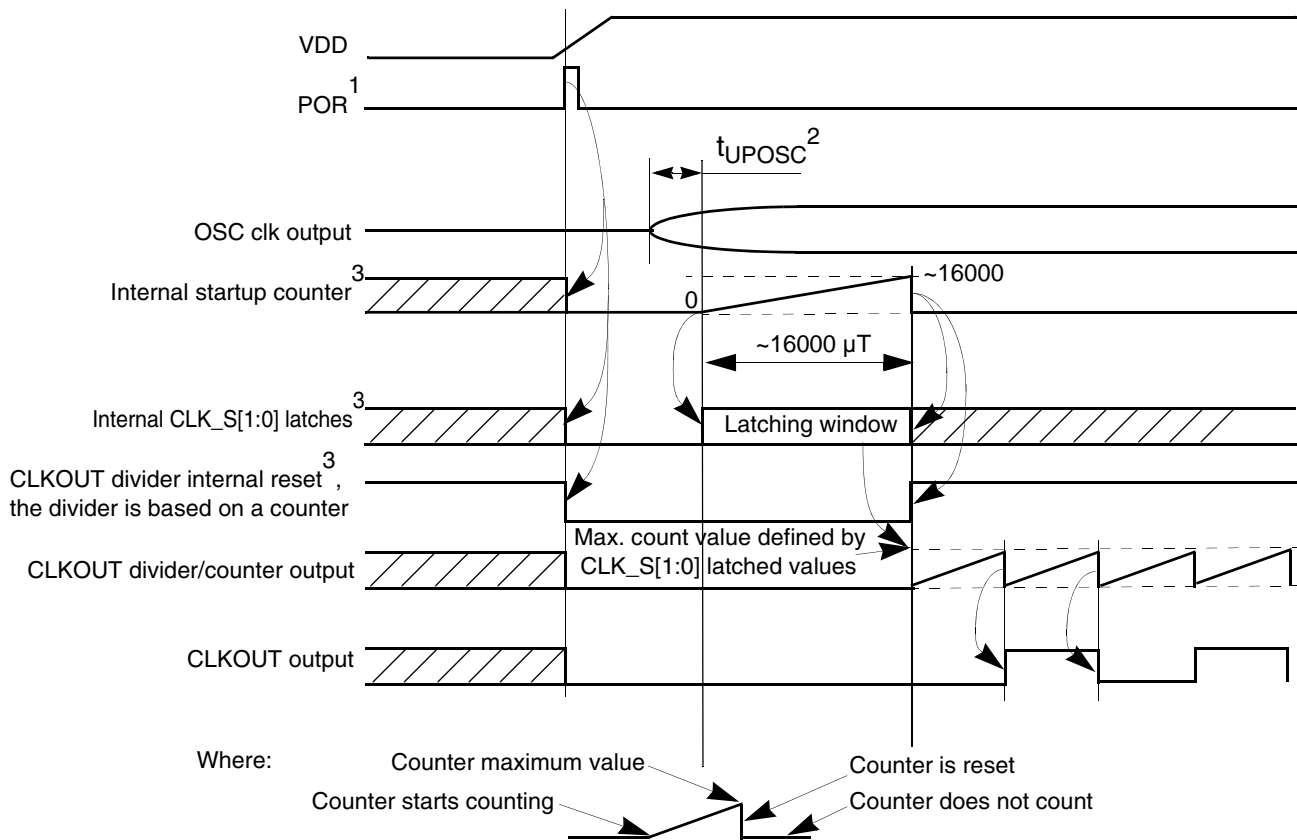 VDD
POR1
tUPOSC2
OSC clk output
Internal startup counter3
0
~16000
~16000 µT
Internal CLK_S[1:0] latches3
Latching window
CLKOUT divider internal reset3,
the divider is based on a counter
Max. count value defined by
CLK_S[1:0] latched values
CLKOUT divider/counter output
CLKOUT output
Where:
Counter maximum value
Counter is reset
Counter starts counting
Counter does not count